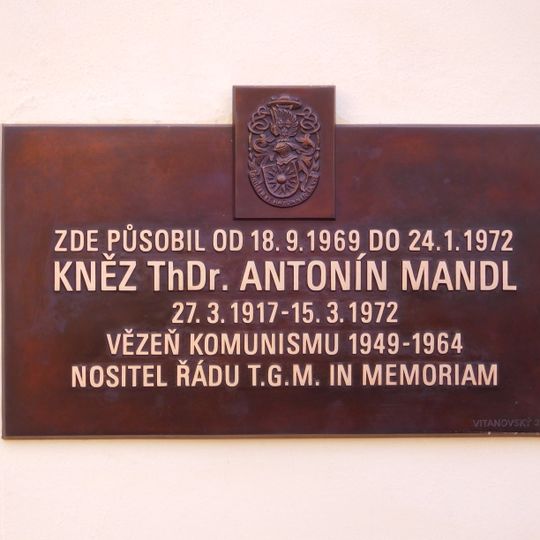 ZDE PŮSOBIL OD 18.9.1969 DO 24.1.1972
KNĚZ ThDr. ANTONÍN MANDL
27.3.1917-15.3.1972
VĚZEŇ KOMUNISMU 1949-1964
NOSITEL ŘÁDU T.G.M. IN MEMORIAM
VITANOVSKÝ